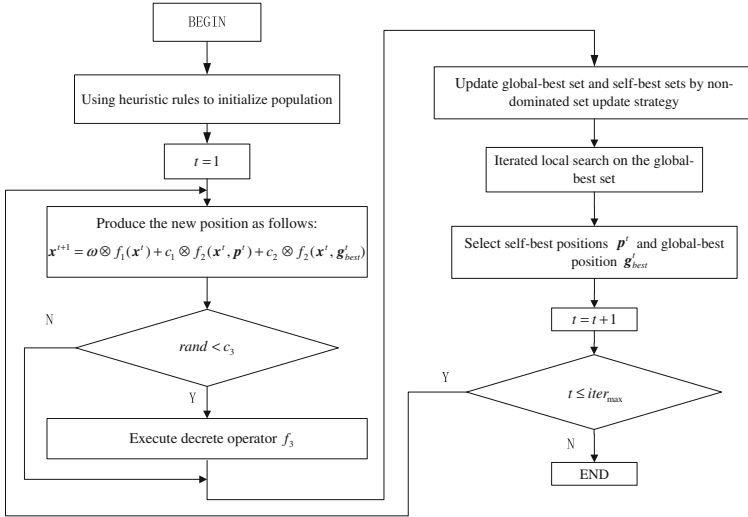 BEGIN
Using heuristic rules to initialize population
t = 1
Produce the new position as follows:
x^{t+1} = ω ⊗ f_1(x^t) + c_1 ⊗ f_2(x^t, p^t) + c_2 ⊗ f_2(x^t, g^t_{best})
N
rand < c_3
Y
Execute decrete operator f_3
Update global-best set and self-best sets by non-
dominated set update strategy
Iterated local search on the global-
best set
Select self-best positions p^t and global-best
position g^t_{best}
t = t + 1
Y
t ≤ iter_{max}
N
END